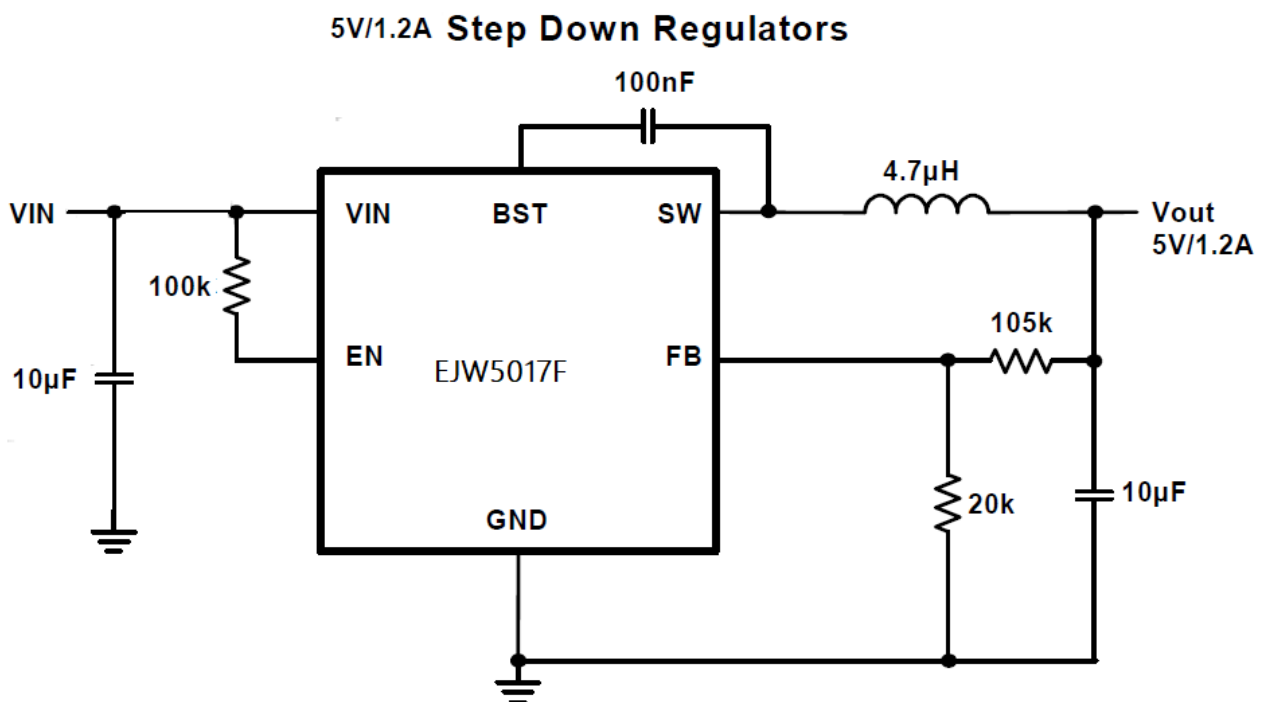 5V/1.2A Step Down Regulators
100nF
4.7µH
VIN
VIN
BST
SW
Vout
5V/1.2A
100k
105k
EN
FB
EJW5017F
10µF
20k
10µF
GND